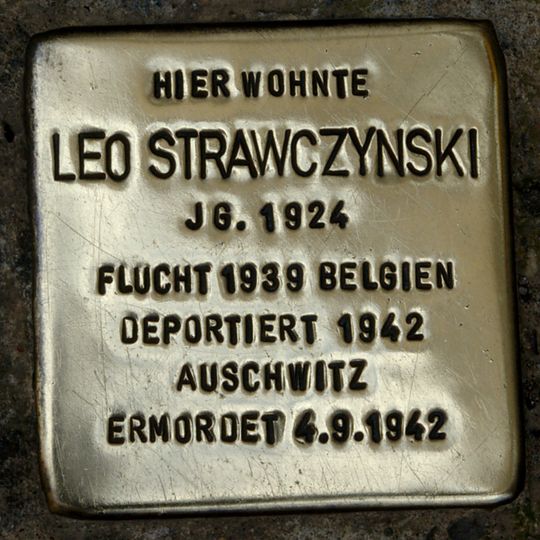 HIER WOHNTE
LEO STRAWCZYNSKI
JG. 1924
FLUCHT 1939 BELGIEN
DEPORTIERT 1942
AUSCHWITZ
ERMORDET 4.9.1942